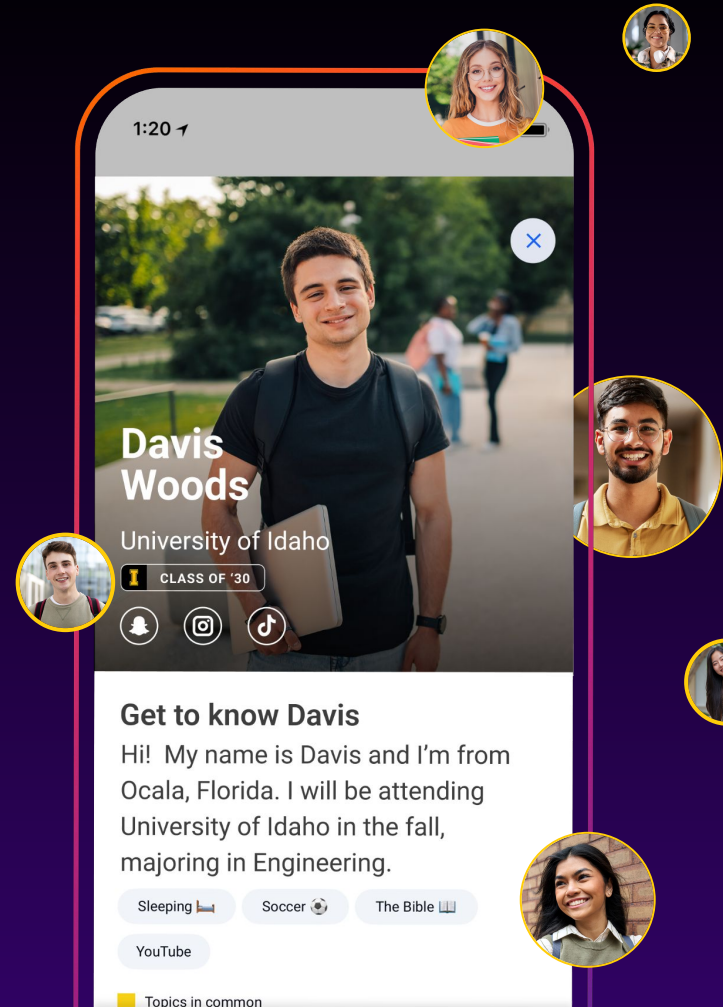 1:20
Davis
Woods
University of Idaho
I CLASS OF ‘30
Get to know Davis
Hi!  My name is Davis and I’m from
Ocala, Florida. I will be attending
University of Idaho in the fall,
majoring in Engineering.
Sleeping 🛏️ Soccer ⚽ The Bible 📖
YouTube
Topics in common